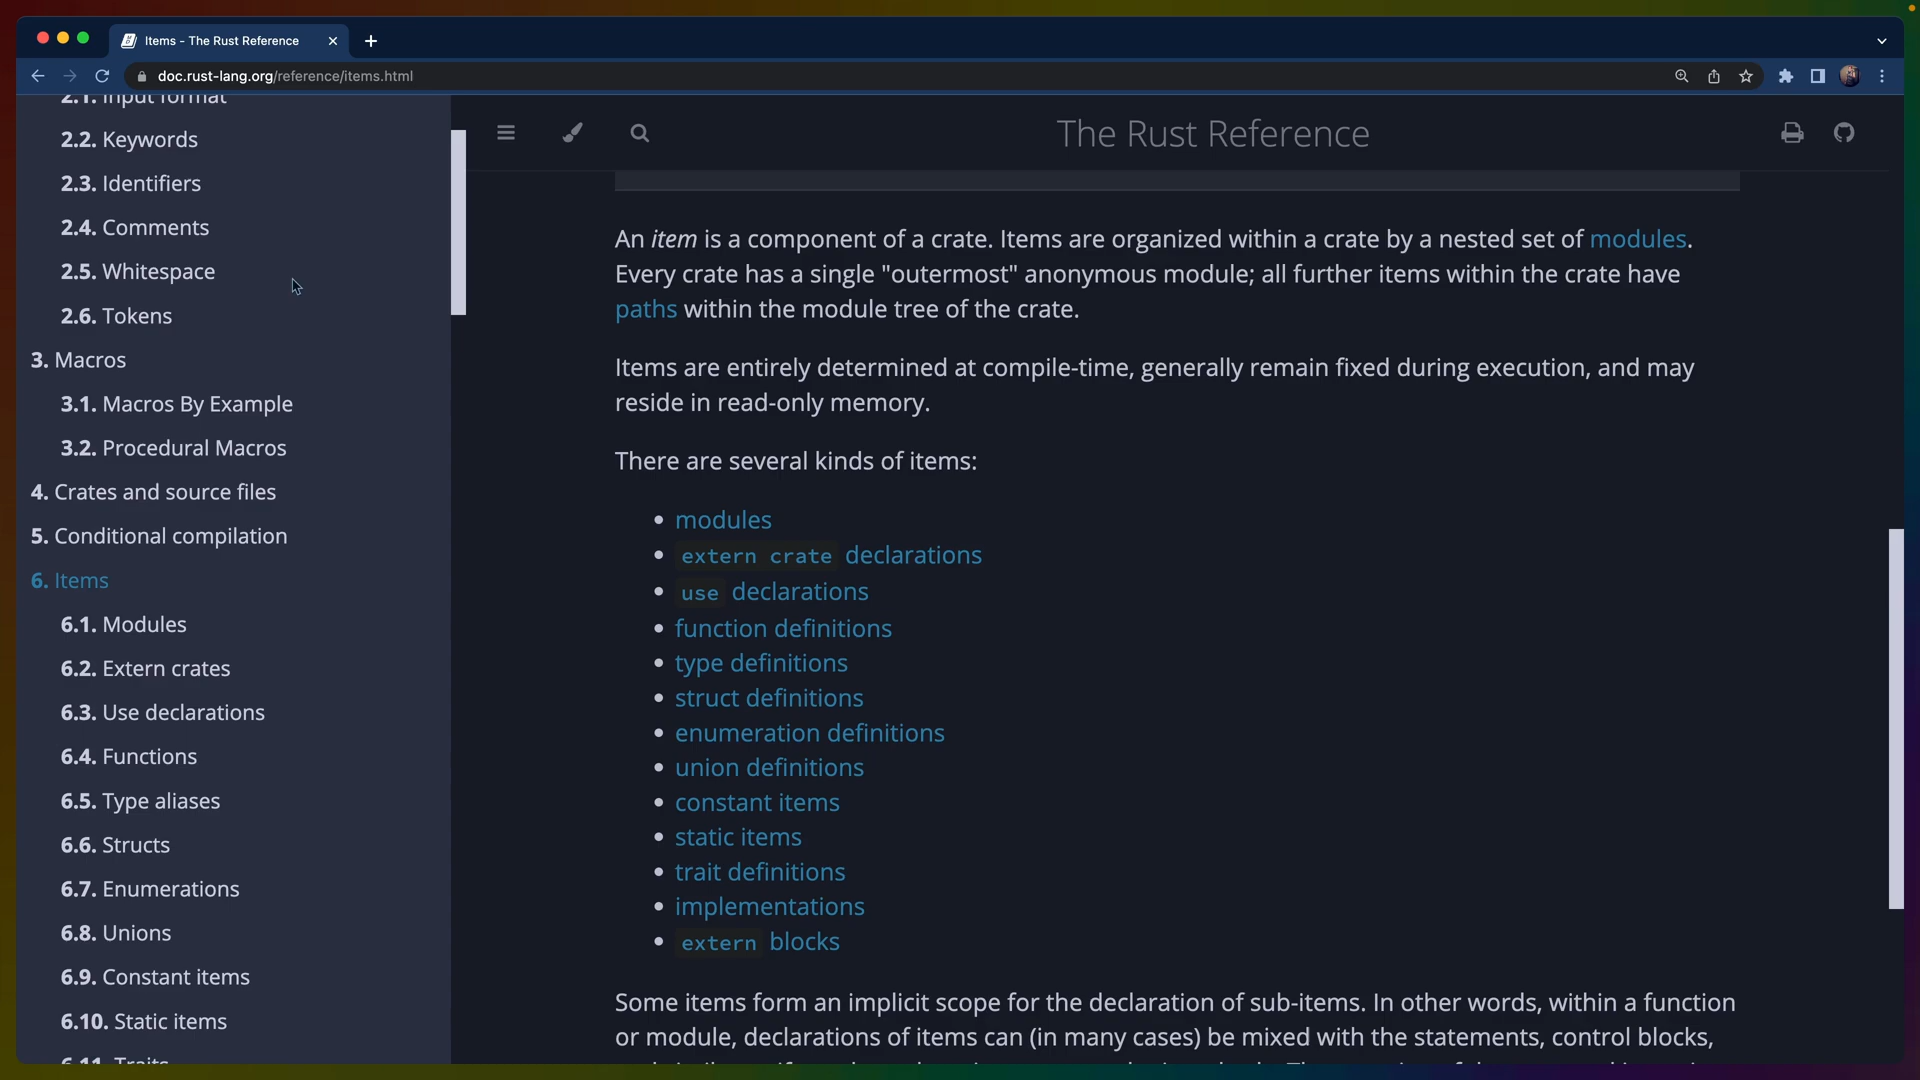 Items - The Rust Reference
doc.rust-lang.org/reference/items.html
2.1. Input format
2.2. Keywords
2.3. Identifiers
2.4. Comments
2.5. Whitespace
2.6. Tokens
3. Macros
3.1. Macros By Example
3.2. Procedural Macros
4. Crates and source files
5. Conditional compilation
6. Items
6.1. Modules
6.2. Extern crates
6.3. Use declarations
6.4. Functions
6.5. Type aliases
6.6. Structs
6.7. Enumerations
6.8. Unions
6.9. Constant items
6.10. Static items
6.11. Traits
The Rust Reference
An item is a component of a crate. Items are organized within a crate by a nested set of modules.
Every crate has a single "outermost" anonymous module; all further items within the crate have
paths within the module tree of the crate.
Items are entirely determined at compile-time, generally remain fixed during execution, and may
reside in read-only memory.
There are several kinds of items:
• modules
• extern crate declarations
• use declarations
• function definitions
• type definitions
• struct definitions
• enumeration definitions
• union definitions
• constant items
• static items
• trait definitions
• implementations
• extern blocks
Some items form an implicit scope for the declaration of sub-items. In other words, within a function
or module, declarations of items can (in many cases) be mixed with the statements, control blocks,